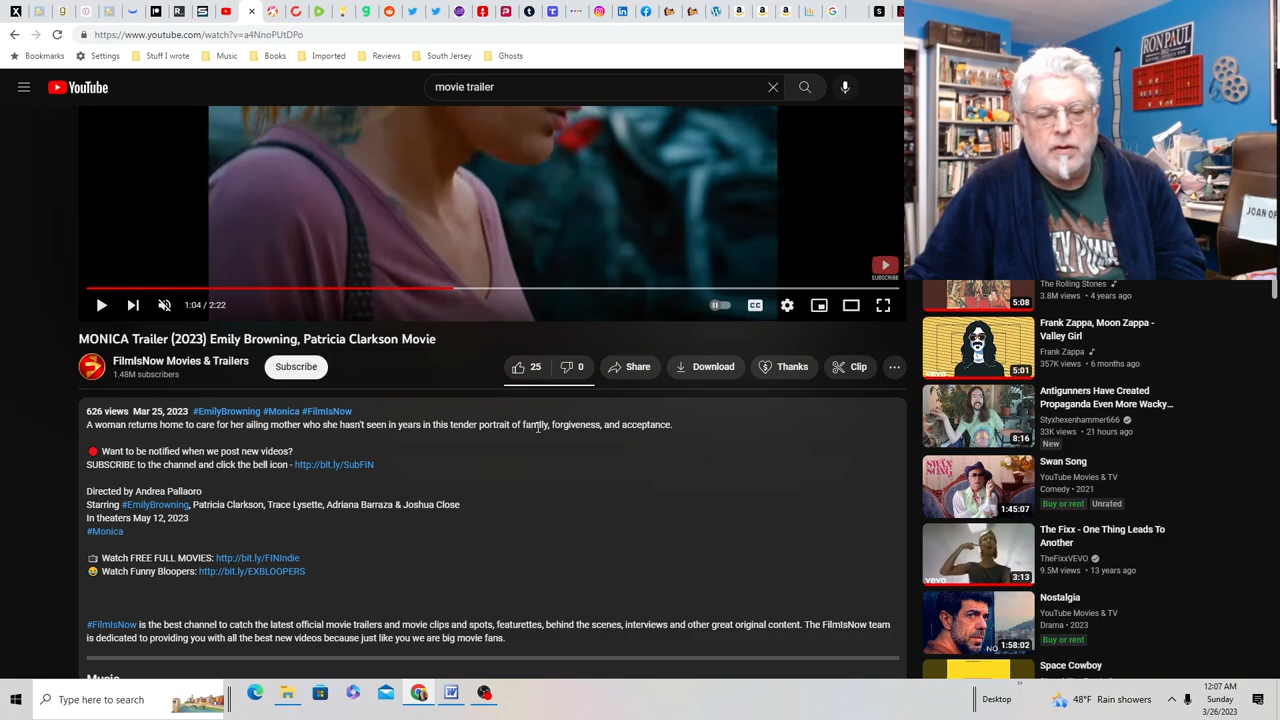 https://www.youtube.com/watch?v=a4NnoPUtDPo
Bookmarks Settings Stuff I wrote Music Books Imported Reviews South Jersey Ghosts
YouTube
movie trailer
SUBSCRIBE
1:04 / 2:22
CC
MONICA Trailer (2023) Emily Browning, Patricia Clarkson Movie
FilmIsNow Movies & Trailers
1.48M subscribers
Subscribe
25 0 Share Download Thanks Clip
626 views Mar 25, 2023 #EmilyBrowning #Monica #FilmIsNow
A woman returns home to care for her ailing mother who she hasn't seen in years in this tender portrait of family, forgiveness, and acceptance.
Want to be notified when we post new videos?
SUBSCRIBE to the channel and click the bell icon - http://bit.ly/SubFIN
Directed by Andrea Pallaoro
Starring #EmilyBrowning, Patricia Clarkson, Trace Lysette, Adriana Barraza & Joshua Close
In theaters May 12, 2023
#Monica
Watch FREE FULL MOVIES: http://bit.ly/FINIndie
Watch Funny Bloopers: http://bit.ly/EXBLOOPERS
#FilmIsNow is the best channel to catch the latest official movie trailers and movie clips and spots, featurettes, behind the scenes, interviews and other great original content. The FilmIsNow team
is dedicated to providing you with all the best new videos because just like you we are big movie fans.
Music
RON PAUL
JOAN OF
The Rolling Stones
3.8M views • 4 years ago
5:08
Frank Zappa, Moon Zappa -
Valley Girl
Frank Zappa
357K views • 6 months ago
vevo
5:01
Antigunners Have Created
Propaganda Even More Wacky...
Styxhexenhammer666
33K views • 21 hours ago
New
8:16
Swan Song
YouTube Movies & TV
Comedy • 2021
Buy or rent Unrated
SWAN SONG
1:45:07
The Fixx - One Thing Leads To
Another
TheFixxVEVO
9.5M views • 13 years ago
vevo
3:13
Nostalgia
YouTube Movies & TV
Drama • 2023
Buy or rent
1:58:02
Space Cowboy
Type here to search
Desktop
48°F Rain showers
12:07 AM
Sunday
3/26/2023